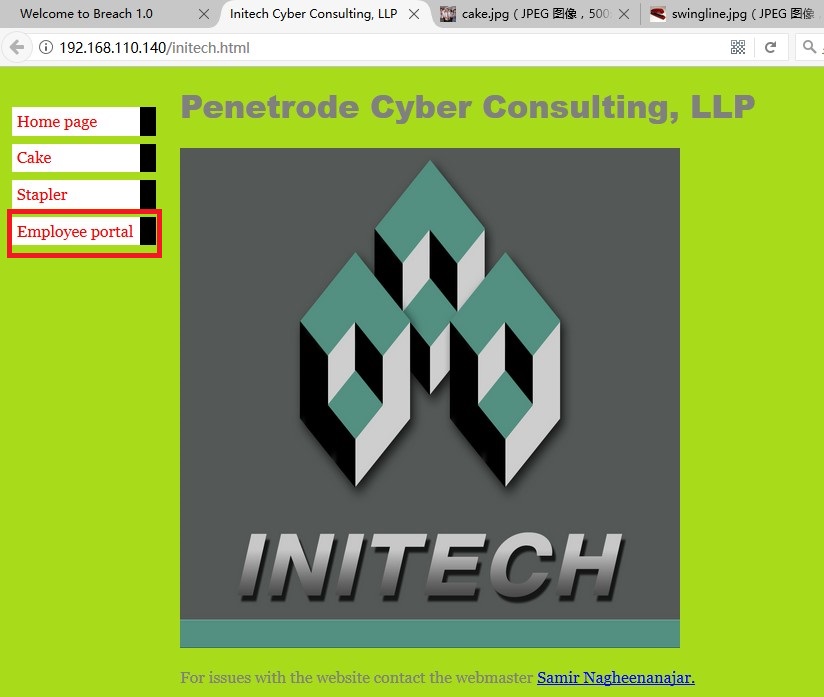 Welcome to Breach 1.0
Initech Cyber Consulting, LLP
cake.jpg ( JPEG 图像，500
swingline.jpg ( JPEG 图像
192.168.110.140/initech.html
Penetrode Cyber Consulting, LLP
Home page
Cake
Stapler
Employee portal
INITECH
For issues with the website contact the webmaster Samir Nagheenanajar.